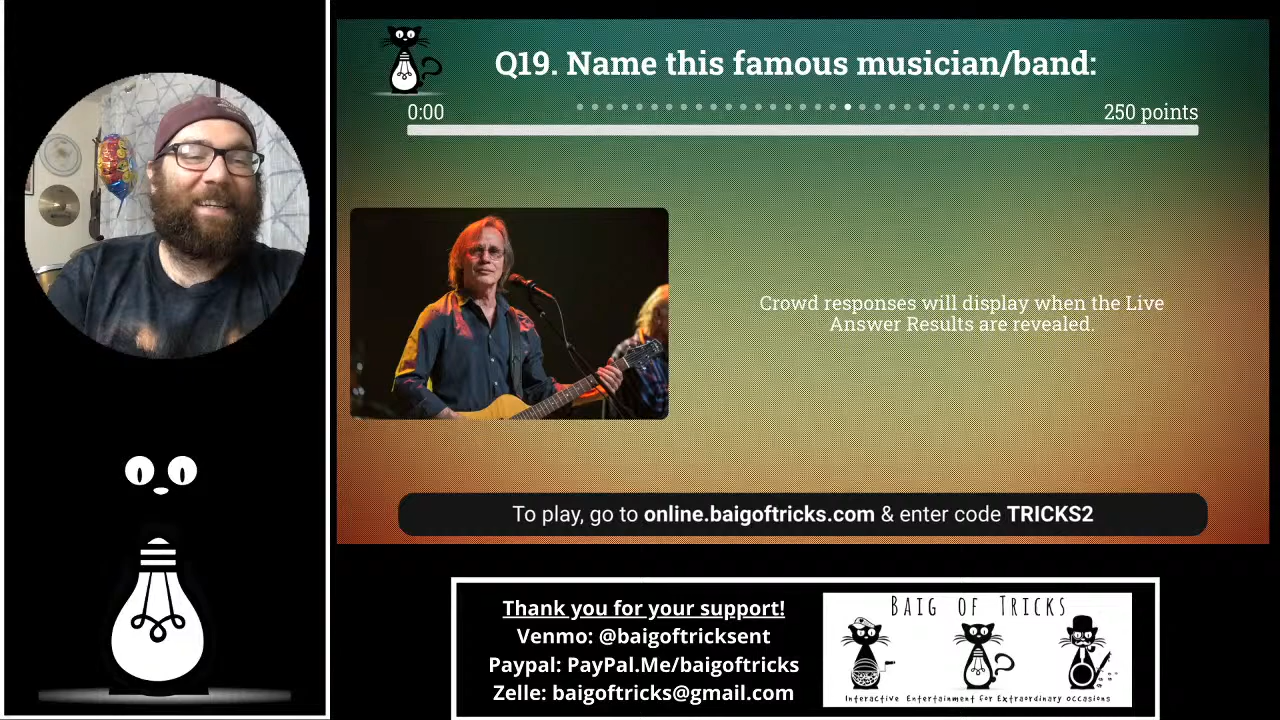 Q19. Name this famous musician/band:
0:00
250 points
Crowd responses will display when the Live
Answer Results are revealed.
To play, go to online.baigoftricks.com & enter code TRICKS2
Thank you for your support!
Venmo: @baigoftricksent
Paypal: PayPal.Me/baigoftricks
Zelle: baigoftricks@gmail.com
BAIG OF TRICKS
Interactive Entertainment for Extraordinary Occasions